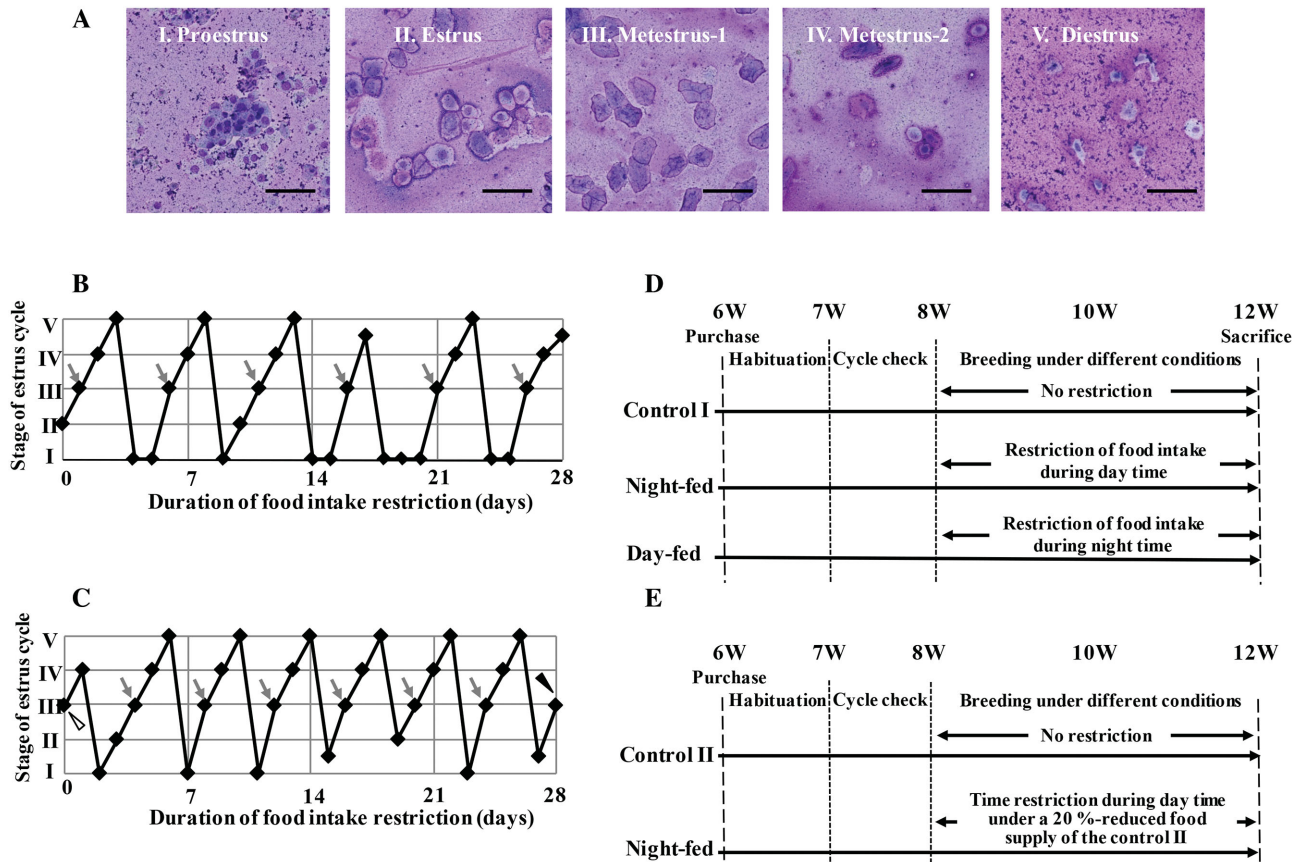 A
I. Proestrus
II. Estrus
III. Metestrus-1
IV. Metestrus-2
V. Diestrus
B
Stage of estrus cycle
V
IV
III
II
I
0 7 14 21 28
Duration of food intake restriction (days)
C
Stage of estrus cycle
V
IV
III
II
I
0 7 14 21 28
Duration of food intake restriction (days)
D
6W 7W 8W 10W 12W
Purchase Sacrifice
Habituation Cycle check Breeding under different conditions
No restriction
Control I
Restriction of food intake
during day time
Night-fed
Restriction of food intake
during night time
Day-fed
E
6W 7W 8W 10W 12W
Purchase
Habituation Cycle check Breeding under different conditions
No restriction
Control II
Time restriction during day time
under a 20 %-reduced food
supply of the control II
Night-fed